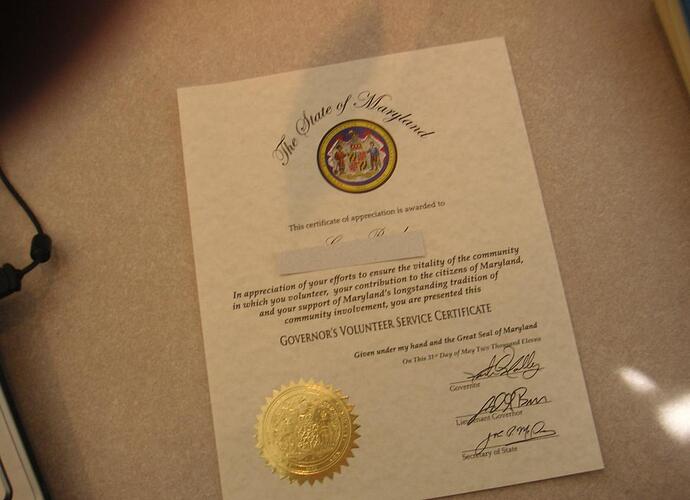 The State of Maryland
This certificate of appreciation is awarded to
In appreciation of your efforts to ensure the vitality of the community
in which you volunteer, your contribution to the citizens of Maryland,
and your support of Maryland's longstanding tradition of
community involvement, you are presented this
GOVERNOR'S VOLUNTEER SERVICE CERTIFICATE
Given under my hand and the Great Seal of Maryland
On This 31st Day of May Two Thousand Eleven
Governor
Lieutenant Governor
Secretary of State